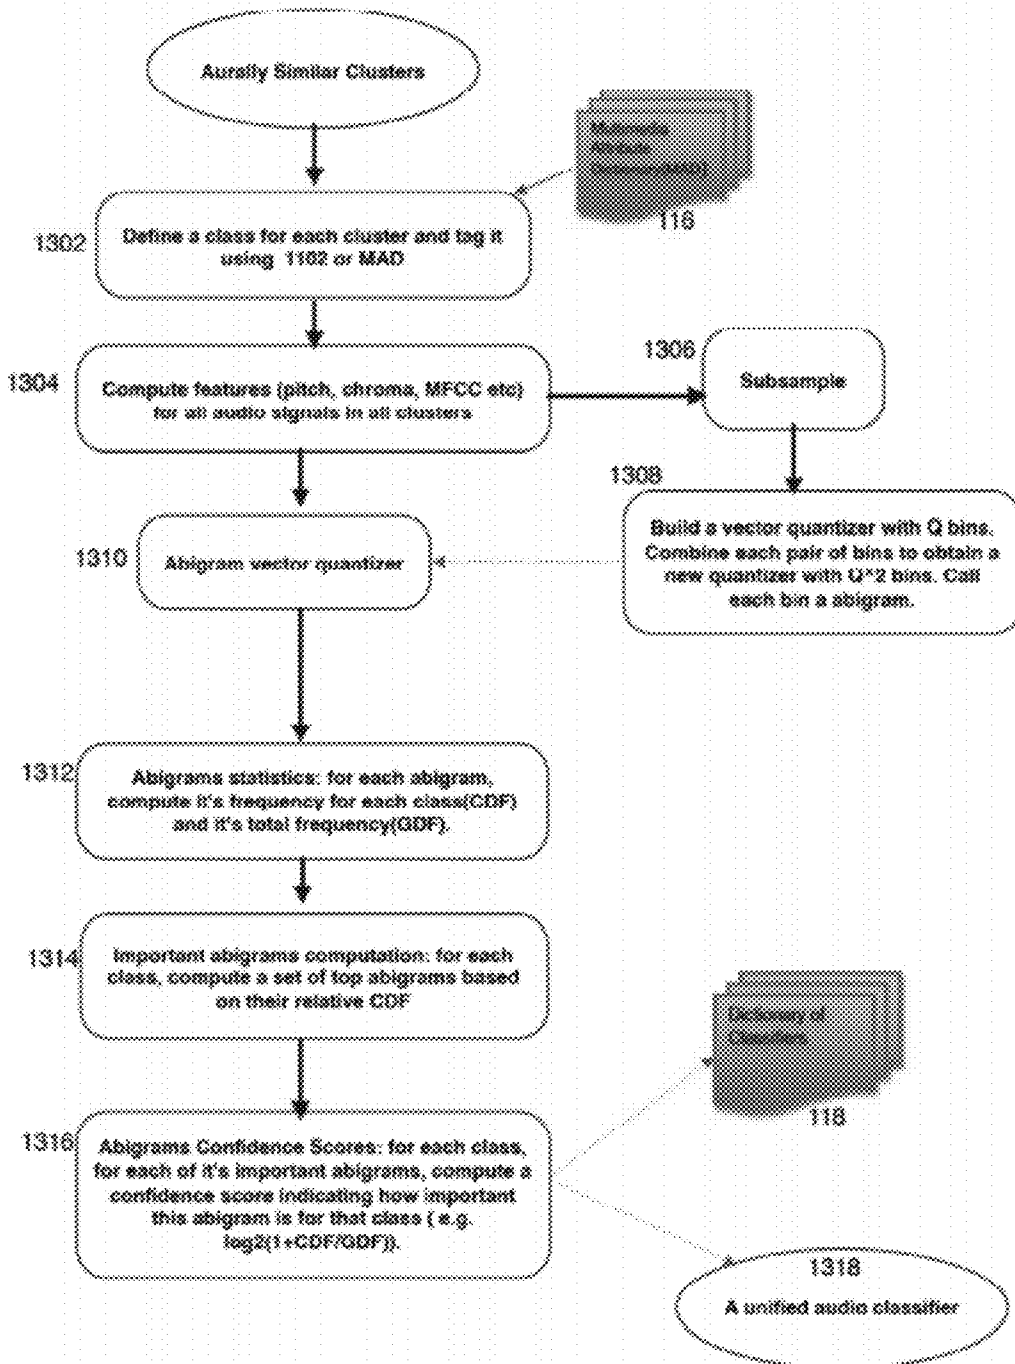 Aurally Similar Clusters
Multimedia
Attribute
116
1302
Define a class for each cluster and tag it
using 1102 or MAD
1304
Compute features (pitch, chroma, MFCC etc)
for all audio signals in all clusters
1306
Subsample
1308
Build a vector quantizer with Q bins.
Combine each pair of bins to obtain a
new quantizer with Q^2 bins. Call
each bin a abigram.
1310
Abigram vector quantizer
1312
Abigrams statistics: for each abigram,
compute it's frequency for each class(CDF)
and it's total frequency(GDF).
1314
Important abigrams computation: for each
class, compute a set of top abigrams based
on their relative CDF
Dictionary of
Classifiers
118
1316
Abigrams Confidence Scores: for each class,
for each of it's important abigrams, compute a
confidence score indicating how important
this abigram is for that class ( e.g.
log2(1+CDF/GDF)).
1318
A unified audio classifier